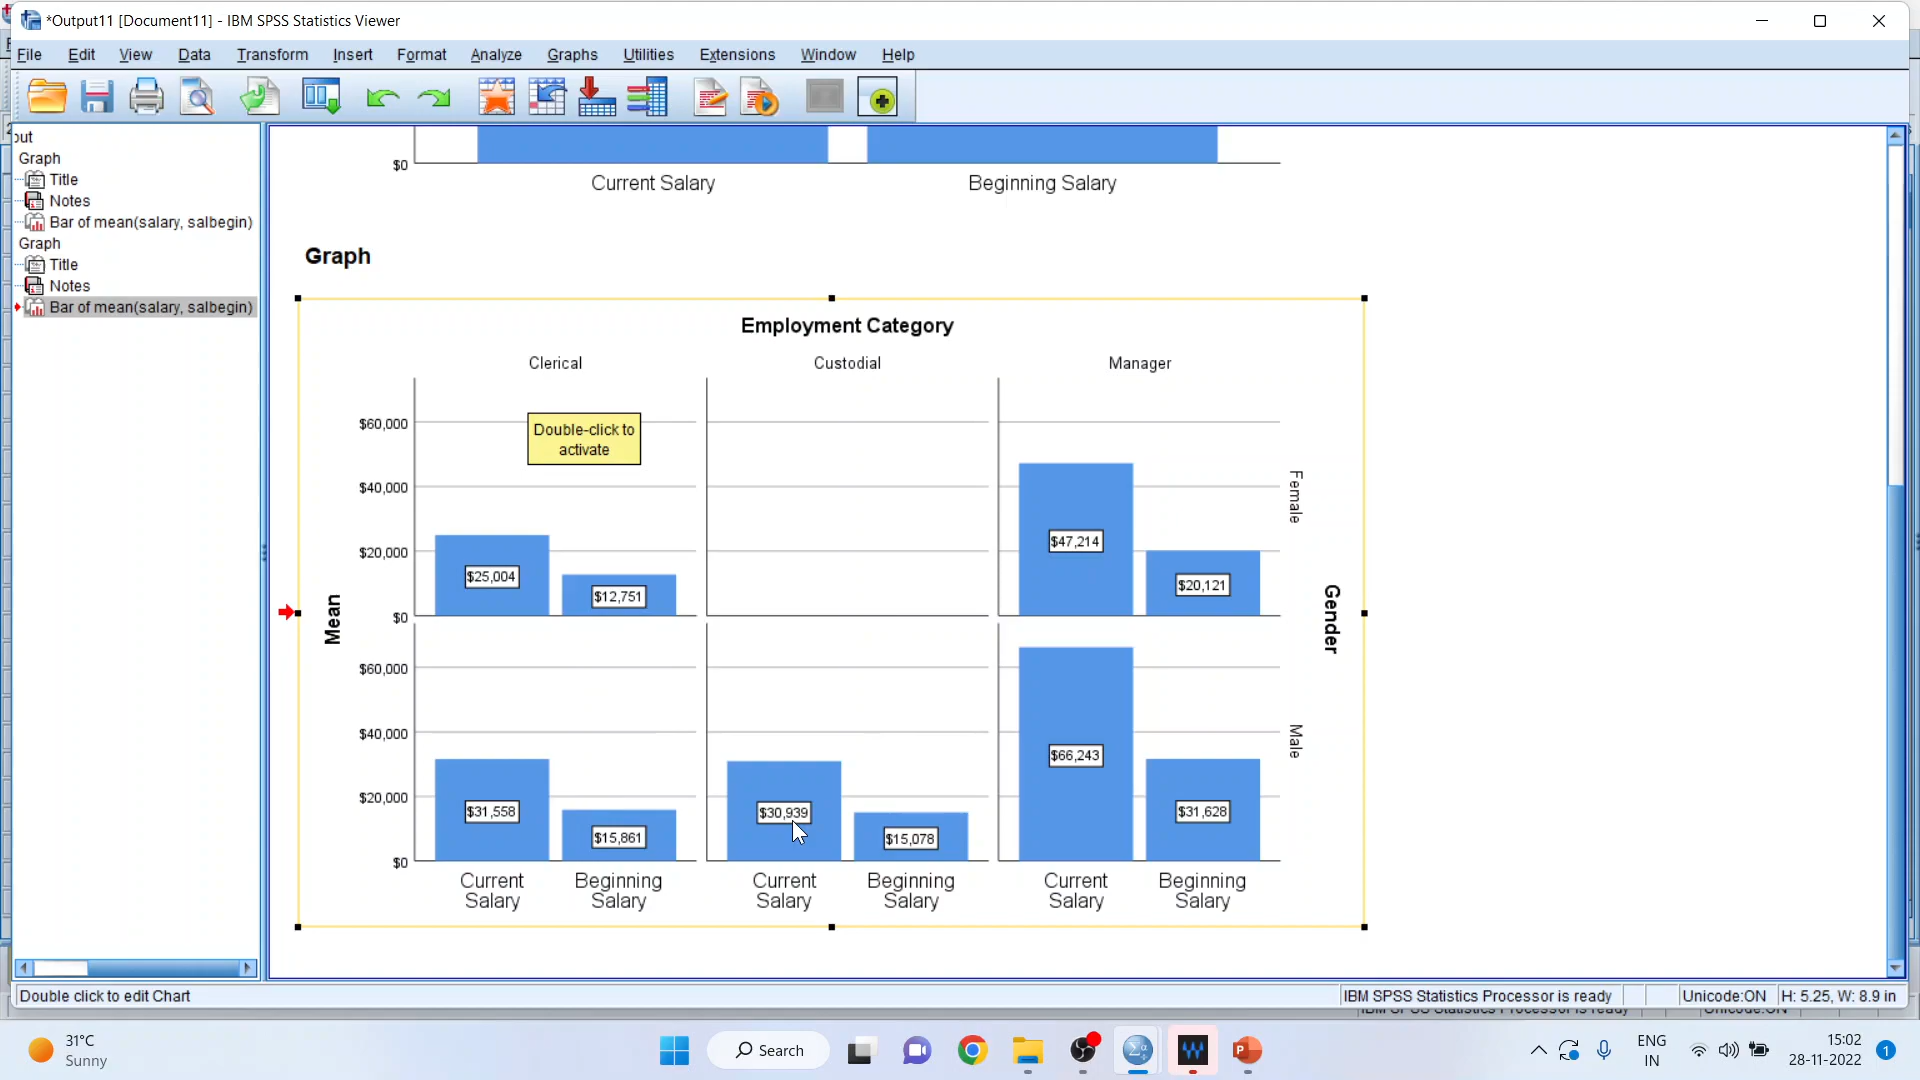 *Output11 [Document11] - IBM SPSS Statistics Viewer
File Edit View Data Transform Insert Format Analyze Graphs Utilities Extensions Window Help
put
Graph
Title
Notes
Bar of mean(salary, salbegin)
Graph
Title
Notes
Bar of mean(salary, salbegin)
$0
Current Salary Beginning Salary
Graph
Employment Category
Clerical Custodial Manager
$60,000
$40,000
$20,000
$0
Double-click to
activate
$25,004
$12,751
$47,214
$20,121
Female
Mean
Gender
$60,000
$40,000
$20,000
$0
$31,558
$15,861
$30,939
$15,078
$66,243
$31,628
Male
Current
Salary
Beginning
Salary
Current
Salary
Beginning
Salary
Current
Salary
Beginning
Salary
Double click to edit Chart
IBM SPSS Statistics Processor is ready
Unicode:ON
H: 5.25, W: 8.9 in
31°C
Sunny
Search
ENG
IN
15:02
28-11-2022
1